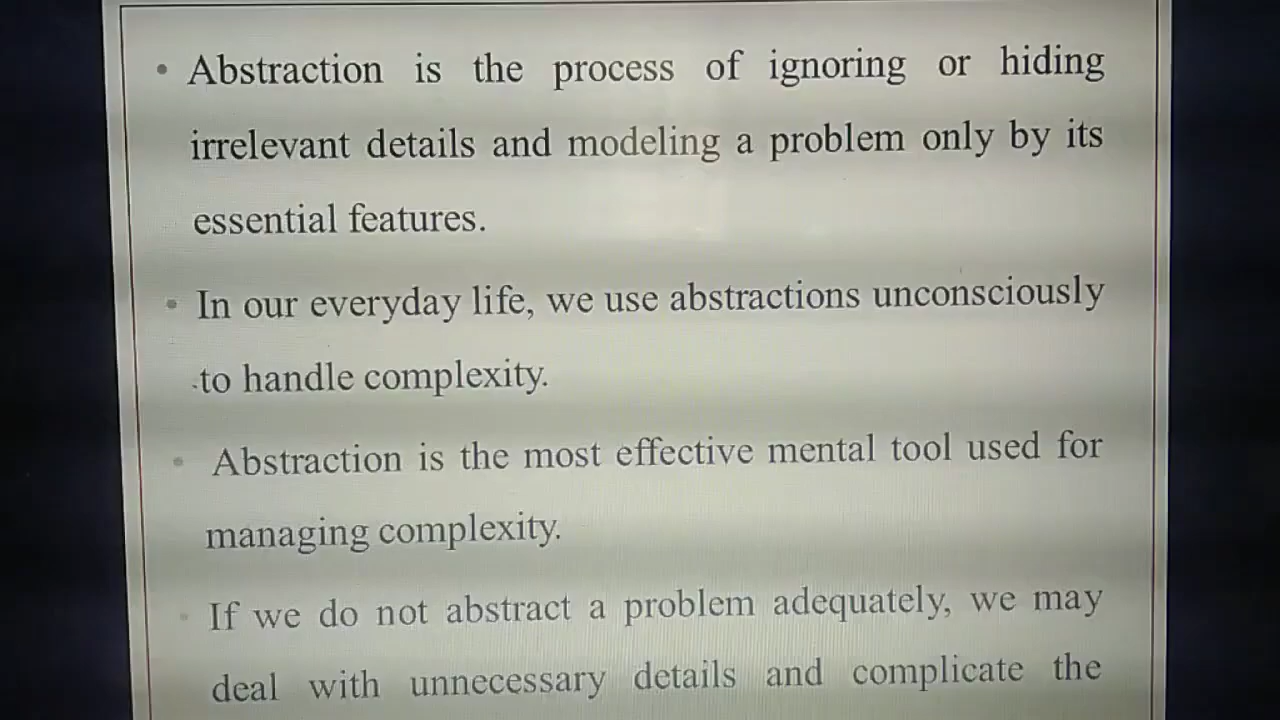 • Abstraction is the process of ignoring or hiding
irrelevant details and modeling a problem only by its
essential features.
• In our everyday life, we use abstractions unconsciously
to handle complexity.
• Abstraction is the most effective mental tool used for
managing complexity.
• If we do not abstract a problem adequately, we may
deal with unnecessary details and complicate the